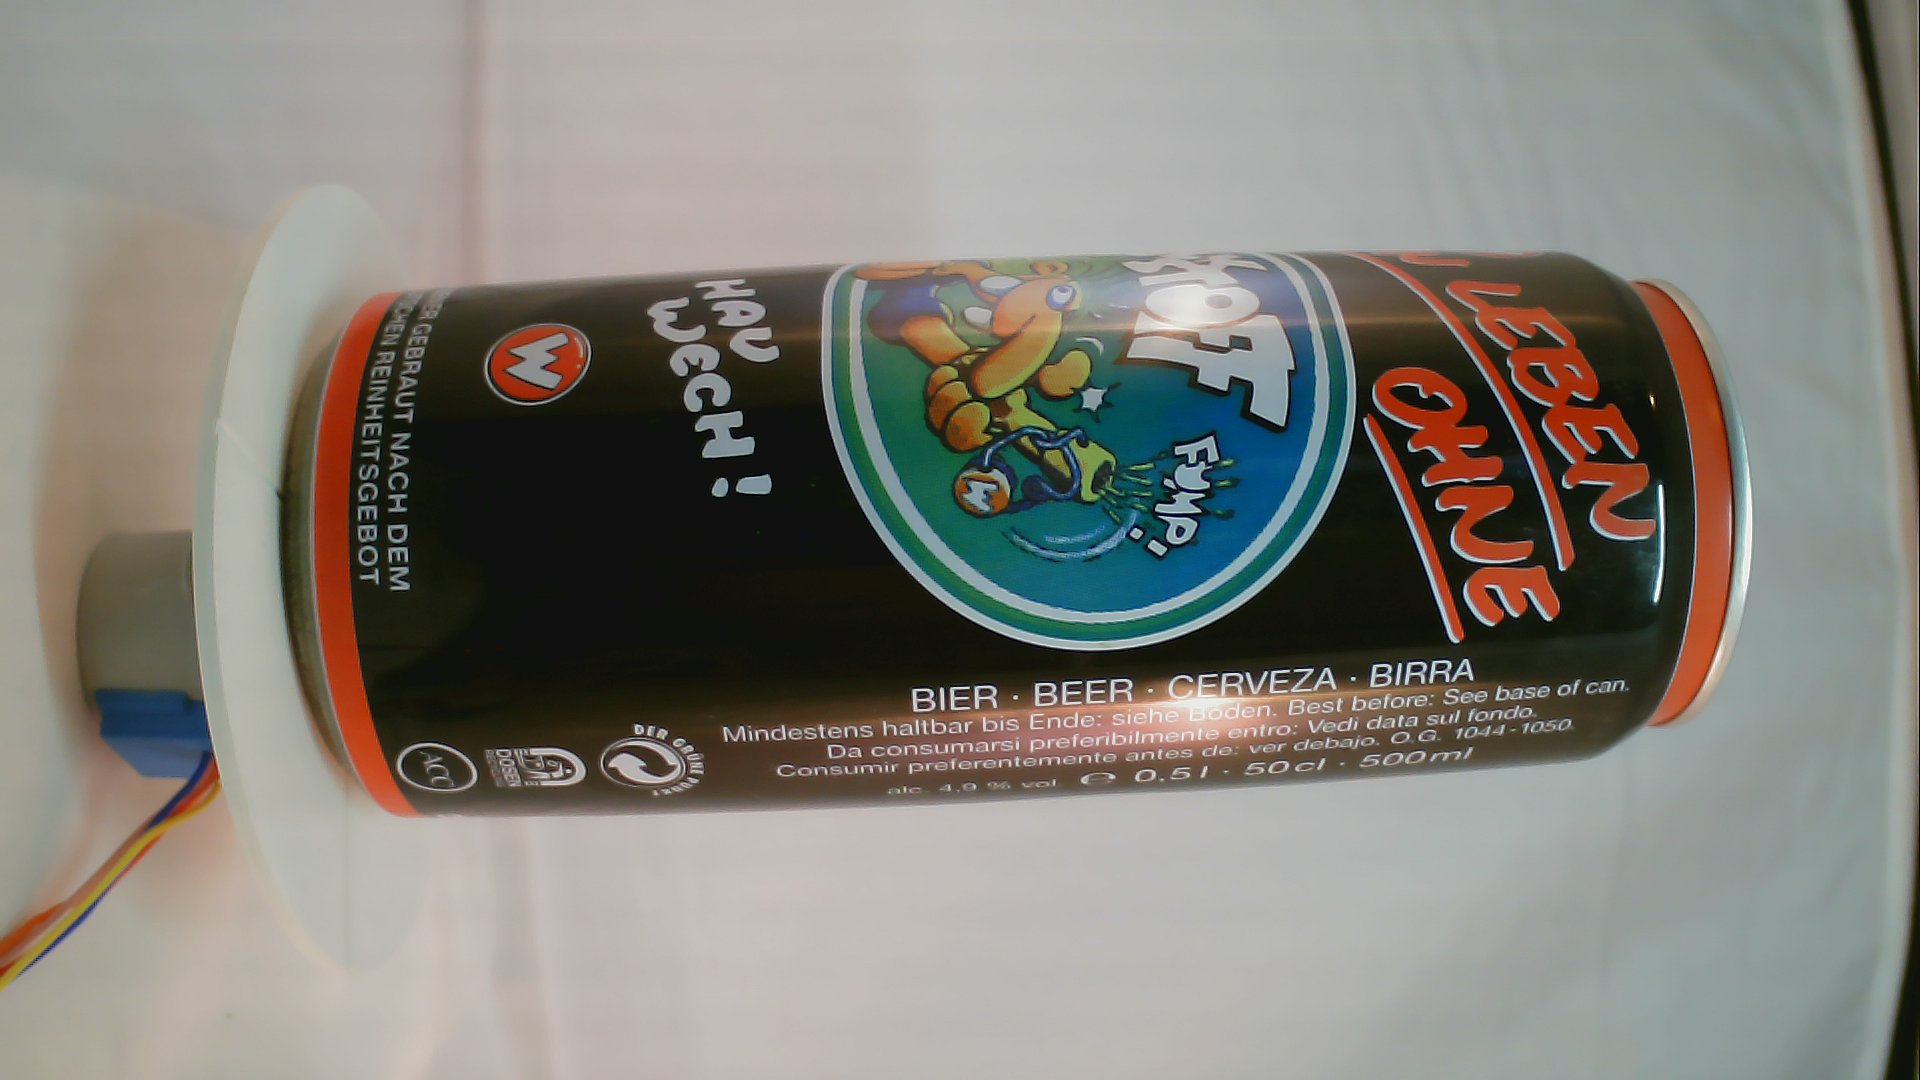 LEBEN
OHNE
STOFF
FUMP!
HAU
WECH!
W
W
GEBRAUT NACH DEM
REINHEITSGEBOT
BIER · BEER · CERVEZA · BIRRA
Mindestens haltbar bis Ende: siehe Boden. Best before: See base of can.
Da consumarsi preferibilmente entro: Vedi data sul fondo.
Consumir preferentemente antes de: ver debajo. O.G. 1044-1050.
alc. 4,9 % vol e 0.5 l · 50 cl · 500 ml
DER GRÜNE PUNKT
ACC